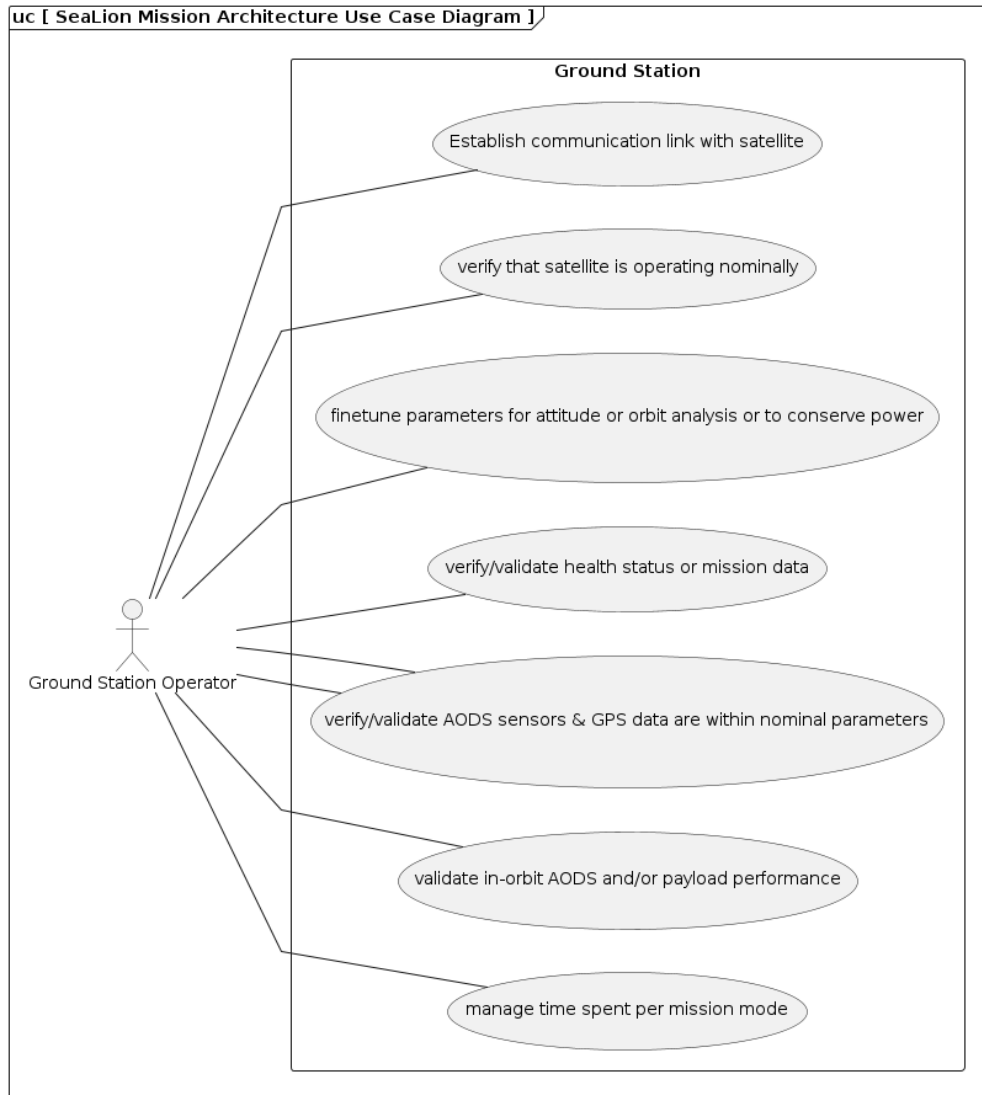 uc [ SeaLion Mission Architecture Use Case Diagram ]
Ground Station
Establish communication link with satellite
verify that satellite is operating nominally
finetune parameters for attitude or orbit analysis or to conserve power
verify/validate health status or mission data
Ground Station Operator
verify/validate AODS sensors & GPS data are within nominal parameters
validate in-orbit AODS and/or payload performance
manage time spent per mission mode